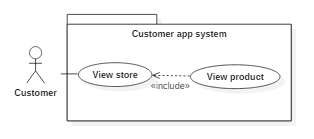 Customer app system
View store
View product
«include»
Customer